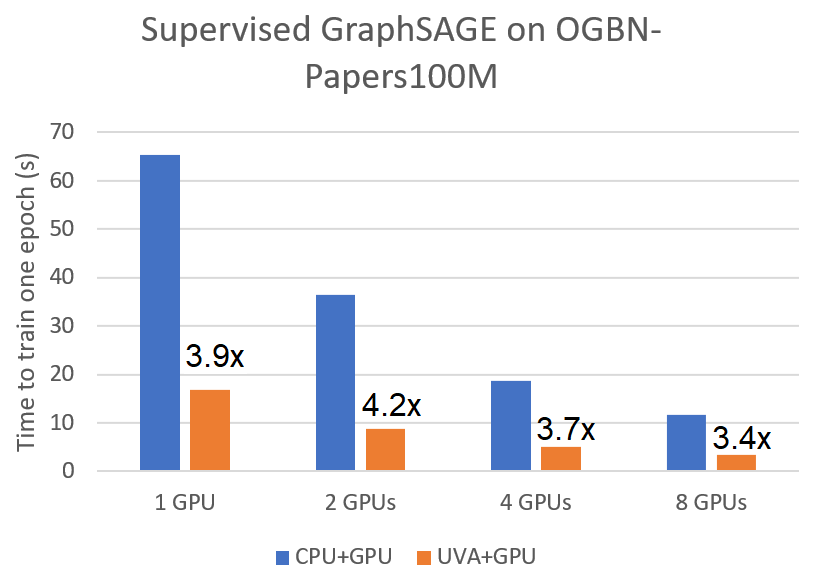 Supervised GraphSAGE on OGBN-
Papers100M
Time to train one epoch (s)
70
60
50
40
30
20
10
0
3.9x
4.2x
3.7x
3.4x
1 GPU
2 GPUs
4 GPUs
8 GPUs
CPU+GPU
UVA+GPU